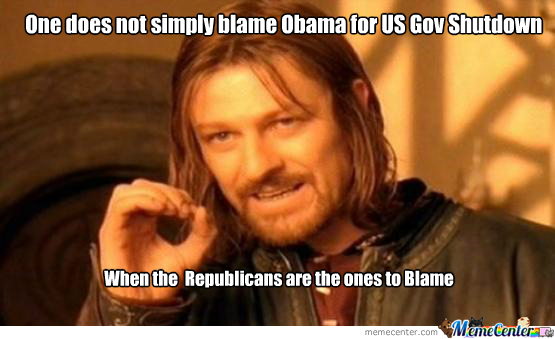 One does not simply blame Obama for US Gov Shutdown
When the Republicans are the ones to Blame
memecenter.com MemeCenter